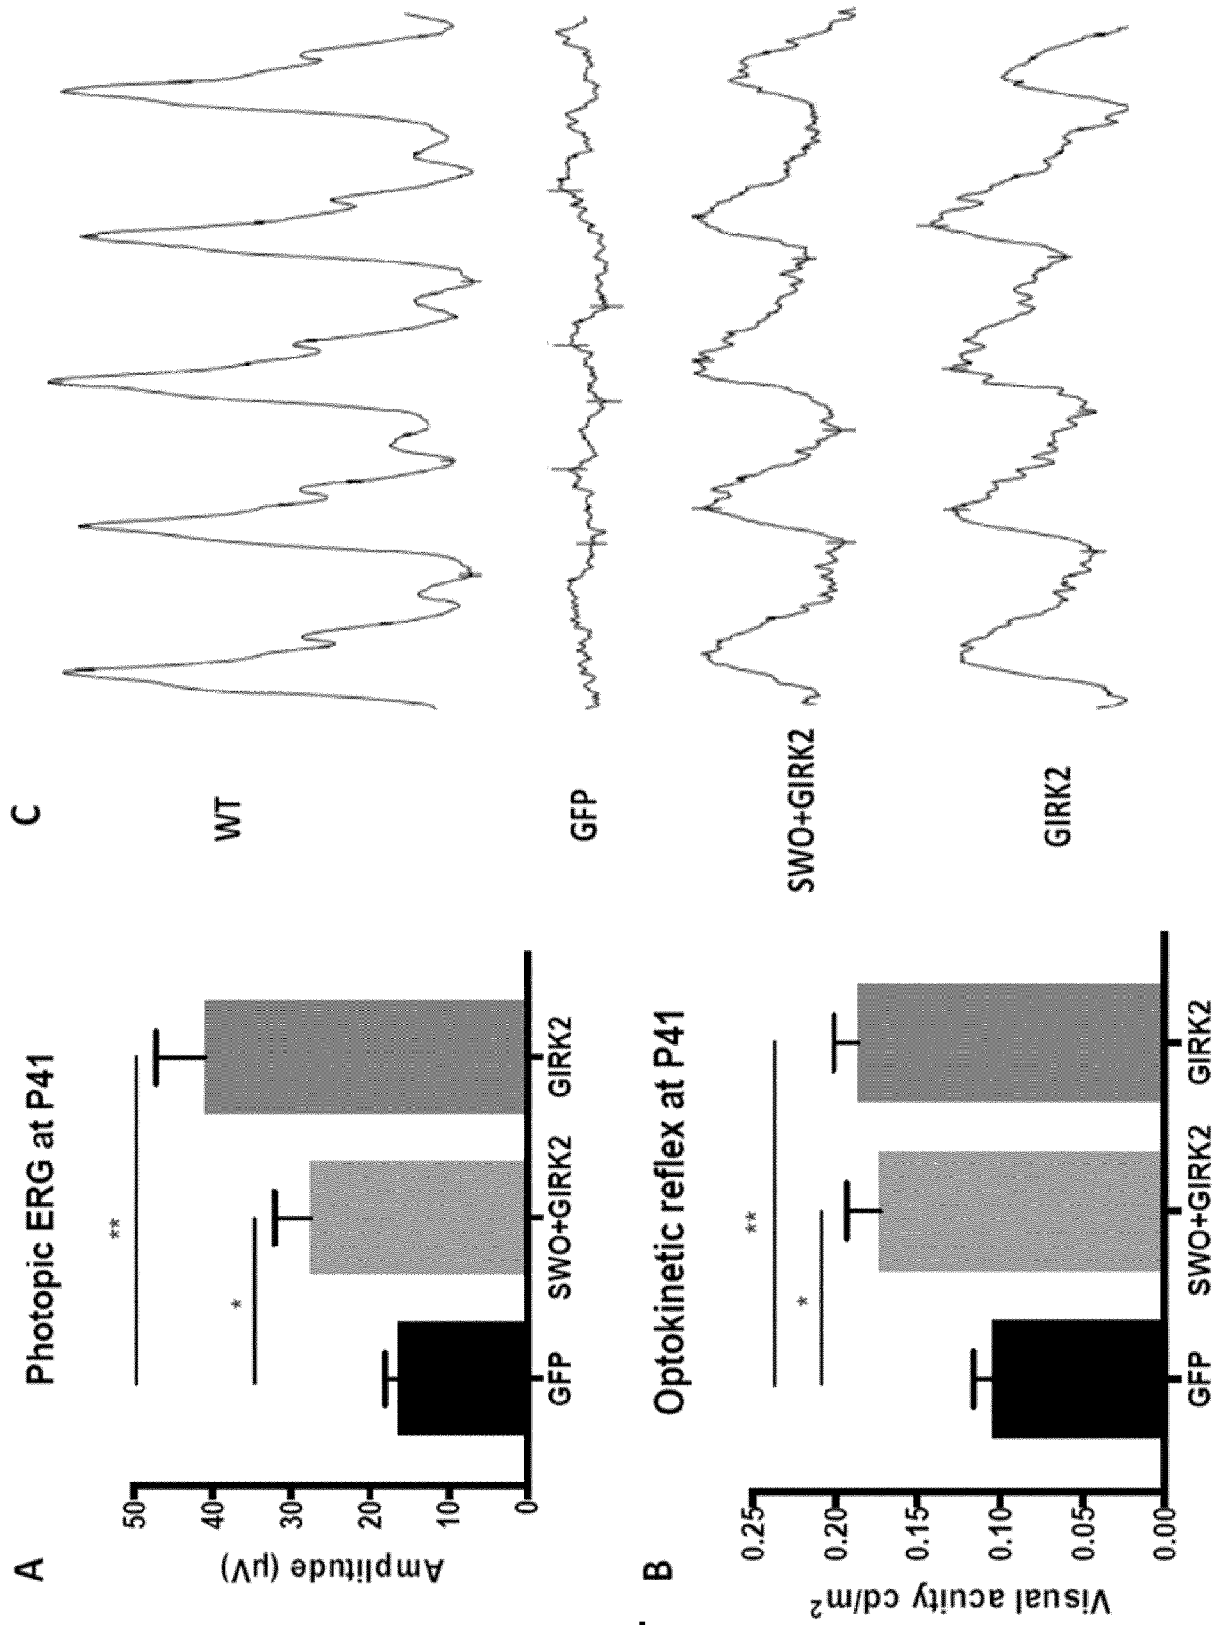 A
Photopic ERG at P41
Amplitude (µV)
50
40
30
20
10
0
**
*
GFP
SWO+GIRK2
GIRK2
B
Optokinetic reflex at P41
Visual acuity cd/m²
0.25
0.20
0.15
0.10
0.05
0.00
**
*
GFP
SWO+GIRK2
GIRK2
C
WT
GFP
SWO+GIRK2
GIRK2